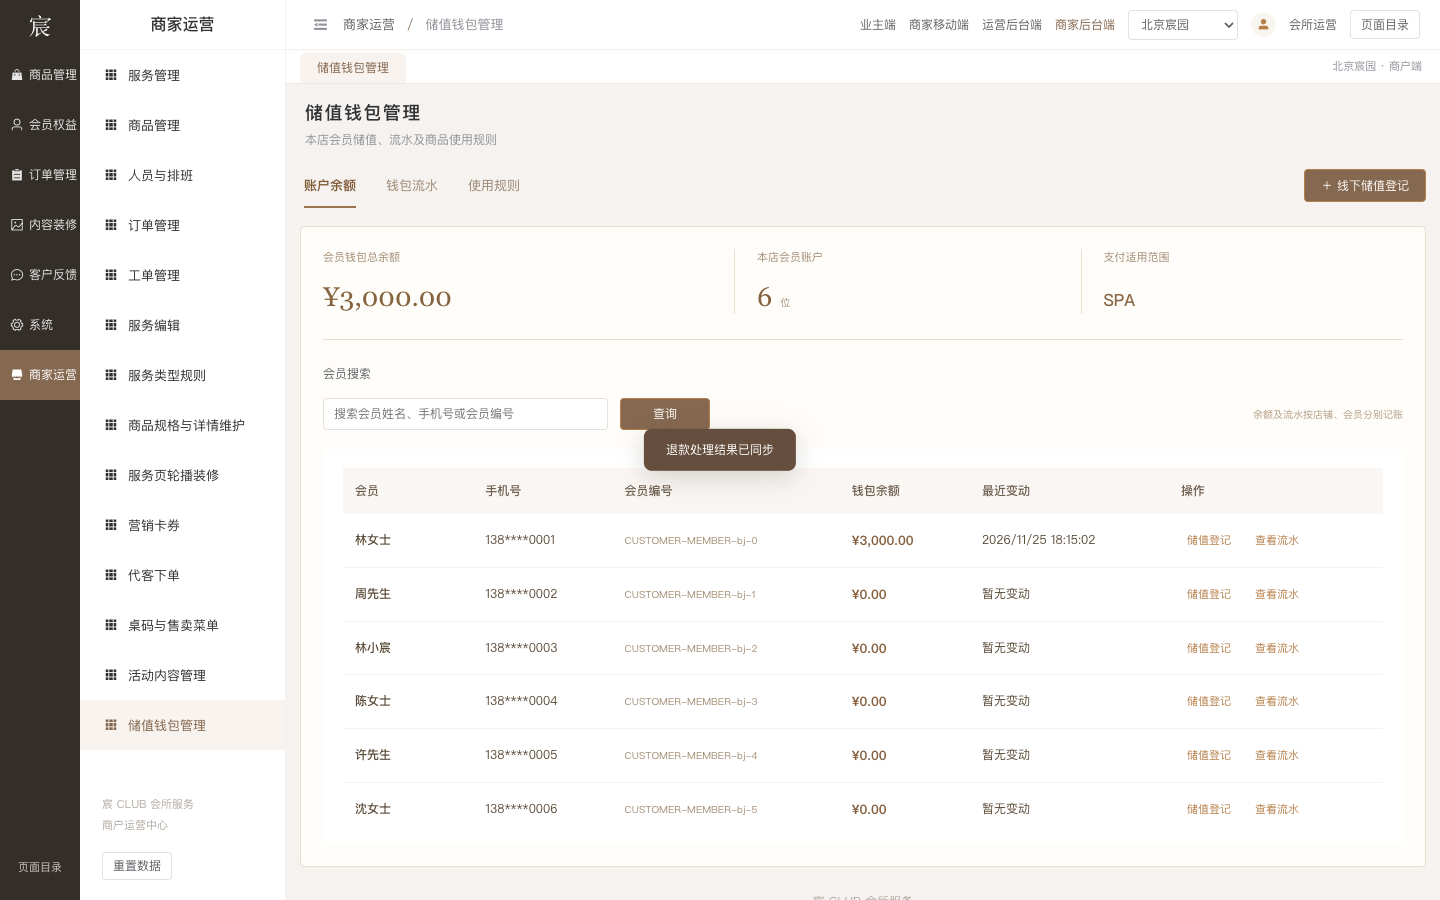 宸
商品管理
会员权益
订单管理
内容装修
客户反馈
系统
商家运营
页面目录
商家运营
服务管理
商品管理
人员与排班
订单管理
工单管理
服务编辑
服务类型规则
商品规格与详情维护
服务页轮播装修
营销卡券
代客下单
桌码与售卖菜单
活动内容管理
储值钱包管理
宸 CLUB 会所服务
商户运营中心
重置数据
商家运营 / 储值钱包管理
业主端 商家移动端 运营后台端 商家后台端 北京宸园 会所运营 页面目录
储值钱包管理
北京宸园 · 商户端
储值钱包管理
本店会员储值、流水及商品使用规则
账户余额 钱包流水 使用规则
+ 线下储值登记
会员钱包总余额
¥3,000.00
本店会员账户
6 位
支付适用范围
SPA
会员搜索
搜索会员姓名、手机号或会员编号 查询
余额及流水按店铺、会员分别记账
退款处理结果已同步
会员 手机号 会员编号 钱包余额 最近变动 操作
林女士 138****0001 CUSTOMER-MEMBER-bj-0 ¥3,000.00 2026/11/25 18:15:02 储值登记 查看流水
周先生 138****0002 CUSTOMER-MEMBER-bj-1 ¥0.00 暂无变动 储值登记 查看流水
林小宸 138****0003 CUSTOMER-MEMBER-bj-2 ¥0.00 暂无变动 储值登记 查看流水
陈女士 138****0004 CUSTOMER-MEMBER-bj-3 ¥0.00 暂无变动 储值登记 查看流水
许先生 138****0005 CUSTOMER-MEMBER-bj-4 ¥0.00 暂无变动 储值登记 查看流水
沈女士 138****0006 CUSTOMER-MEMBER-bj-5 ¥0.00 暂无变动 储值登记 查看流水
宸 CLUB 会所服务